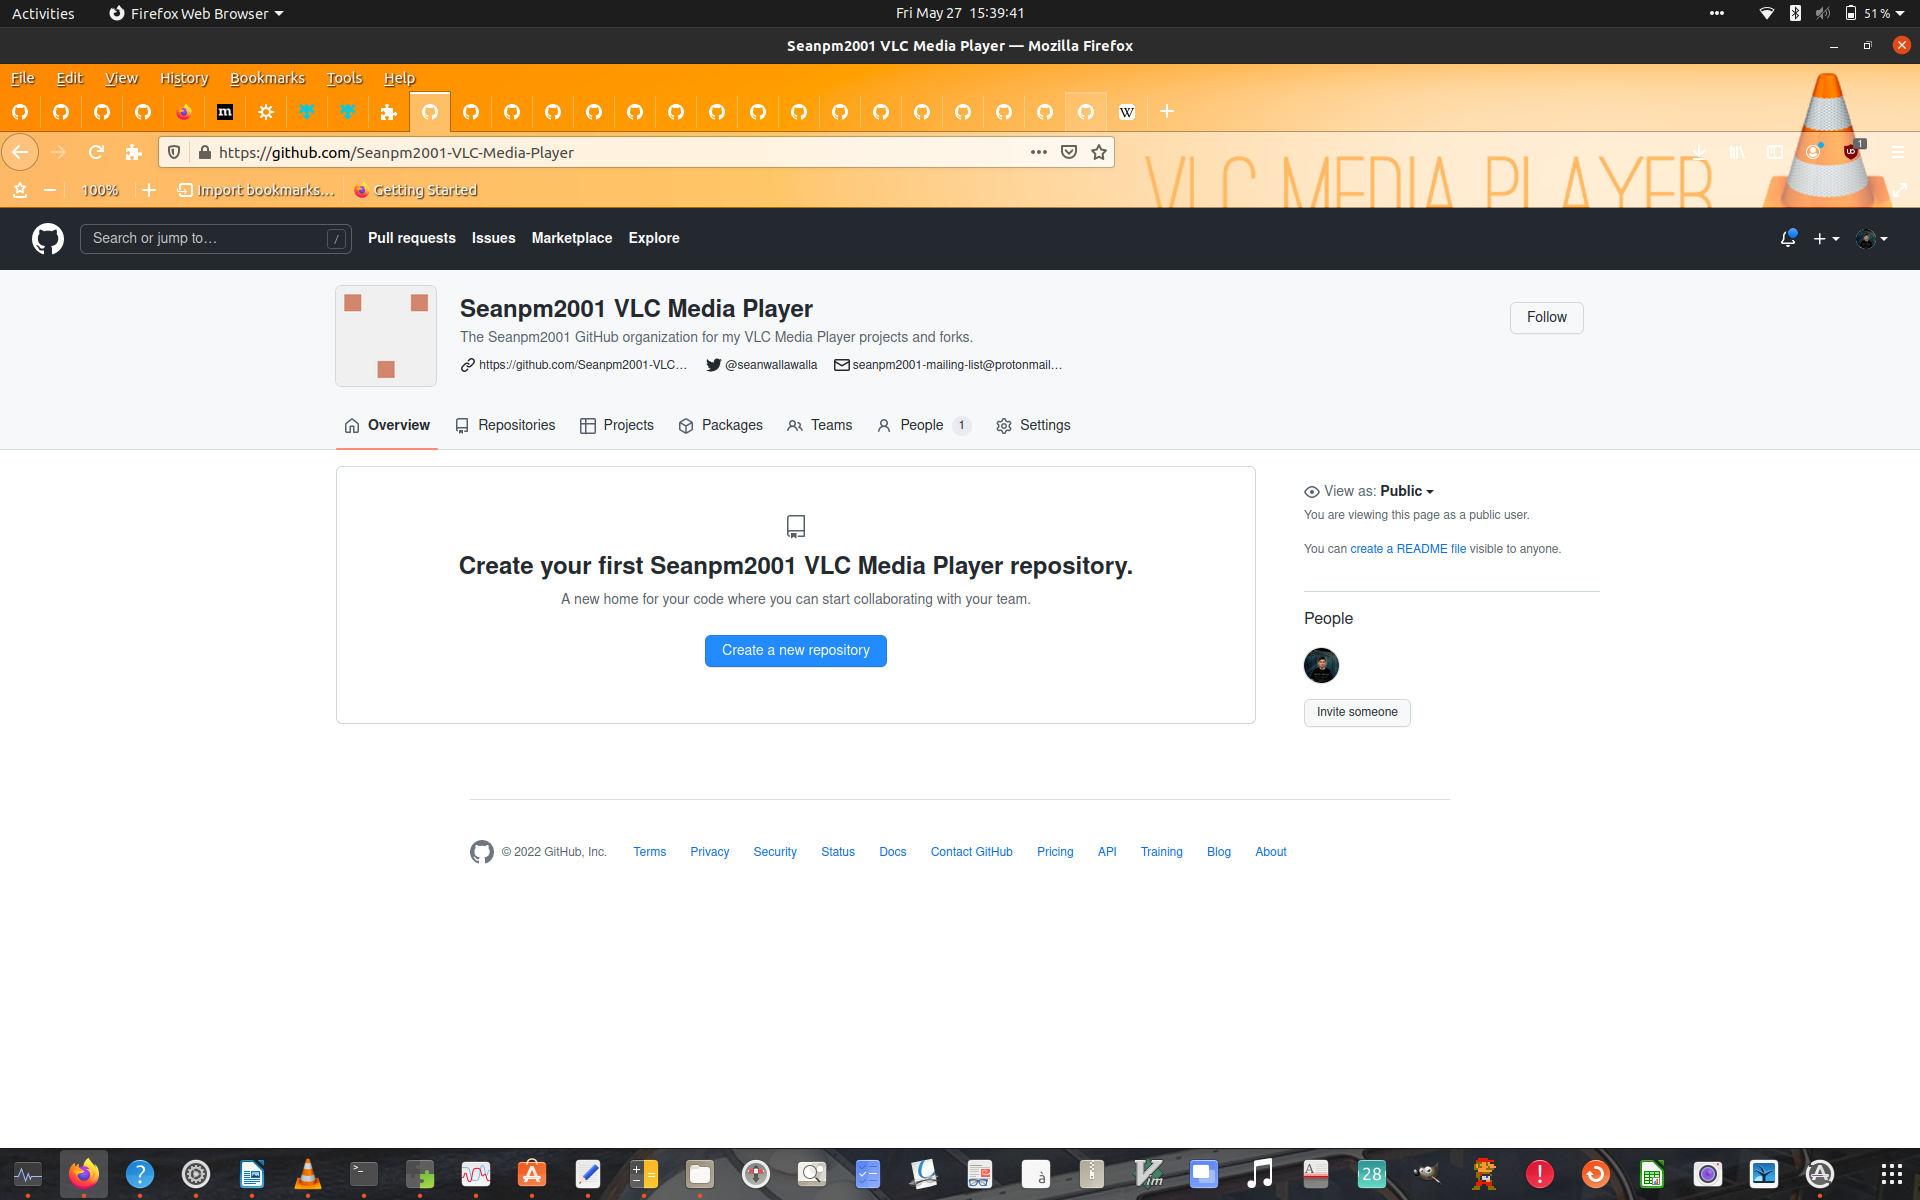 Activities Firefox Web Browser Fri May 27 15:39:41 51 %
Seanpm2001 VLC Media Player — Mozilla Firefox
File Edit View History Bookmarks Tools Help
m W
https://github.com/Seanpm2001-VLC-Media-Player 1
VLC MEDIA PLAYER
100% Import bookmarks... Getting Started
Search or jump to... / Pull requests Issues Marketplace Explore
Seanpm2001 VLC Media Player
Follow
The Seanpm2001 GitHub organization for my VLC Media Player projects and forks.
https://github.com/Seanpm2001-VLC... @seanwallawalla seanpm2001-mailing-list@protonmail...
Overview Repositories Projects Packages Teams People 1 Settings
View as: Public
You are viewing this page as a public user.
You can create a README file visible to anyone.
Create your first Seanpm2001 VLC Media Player repository.
A new home for your code where you can start collaborating with your team.
Create a new repository
People
Invite someone
© 2022 GitHub, Inc. Terms Privacy Security Status Docs Contact GitHub Pricing API Training Blog About
? >_ à Vim A 28 !